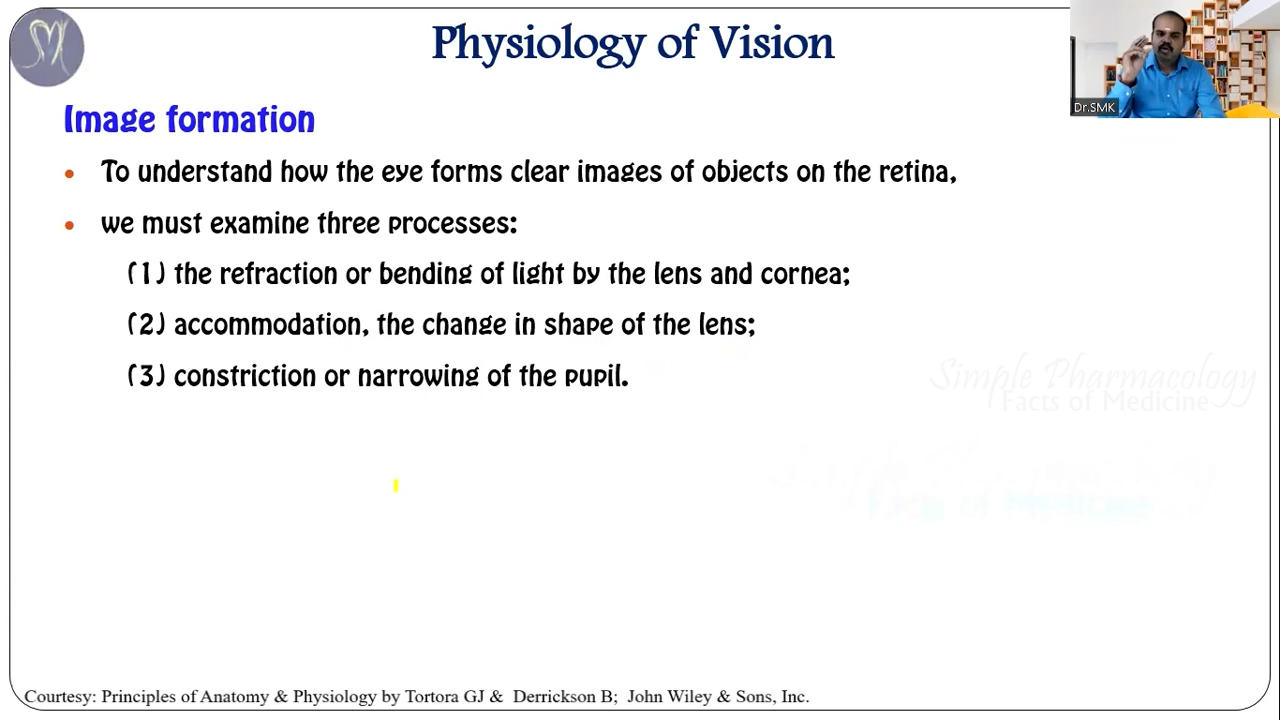 Physiology of Vision
Dr.SMK
Image formation
• To understand how the eye forms clear images of objects on the retina,
• we must examine three processes:
(1) the refraction or bending of light by the lens and cornea;
(2) accommodation, the change in shape of the lens;
(3) constriction or narrowing of the pupil.
Simple Pharmacology
Facts of Medicine
Facts of Medicine
Courtesy: Principles of Anatomy & Physiology by Tortora GJ & Derrickson B; John Wiley & Sons, Inc.